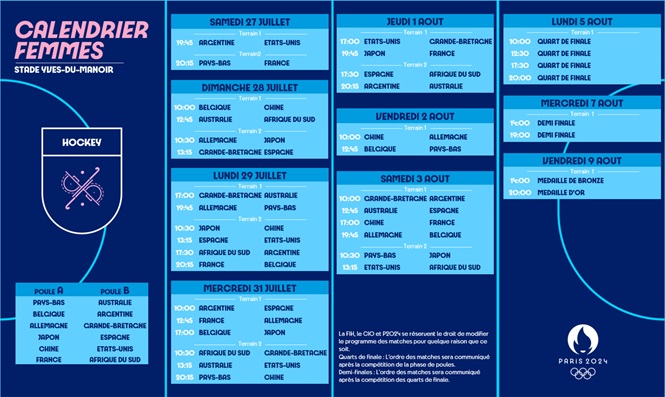 CALENDRIER
FEMMES
STADE YVES-DU-MANOIR
HOCKEY
POULE A POULE B
PAYS-BAS AUSTRALIE
BELGIQUE ARGENTINE
ALLEMAGNE GRANDE-BRETAGNE
JAPON ESPAGNE
CHINE ETATS-UNIS
FRANCE AFRIQUE DU SUD
SAMEDI 27 JUILLET
Terrain 1
19:45 ARGENTINE ETATS-UNIS
Terrain2
20:15 PAYS-BAS FRANCE
DIMANCHE 28 JUILLET
Terrain 1
10:00 BELGIQUE CHINE
12:45 AUSTRALIE AFRIQUE DU SUD
Terrain 2
10:30 ALLEMAGNE JAPON
13:15 GRANDE-BRETAGNE ESPAGNE
LUNDI 29 JUILLET
Terrain 1
17:00 GRANDE-BRETAGNE AUSTRALIE
19:45 ALLEMAGNE PAYS-BAS
Terrain 2
10:30 JAPON CHINE
13:15 ESPAGNE ETATS-UNIS
17:30 AFRIQUE DU SUD ARGENTINE
20:15 FRANCE BELGIQUE
MERCREDI 31 JUILLET
Terrain 1
10:00 ARGENTINE ESPAGNE
12:45 FRANCE ALLEMAGNE
17:00 BELGIQUE JAPON
Terrain 2
10:30 AFRIQUE DU SUD GRANDE-BRETAGNE
13:15 AUSTRALIE ETATS-UNIS
20:15 PAYS-BAS CHINE
JEUDI 1 AOUT
Terrain 1
17:00 ETATS-UNIS GRANDE-BRETAGNE
19:45 JAPON FRANCE
Terrain 2
17:30 ESPAGNE AFRIQUE DU SUD
20:15 ARGENTINE AUSTRALIE
VENDREDI 2 AOUT
Terrain 1
10:00 CHINE ALLEMAGNE
12:45 BELGIQUE PAYS-BAS
SAMEDI 3 AOUT
Terrain 1
10:00 GRANDE-BRETAGNE ARGENTINE
12:45 AUSTRALIE ESPAGNE
17:00 CHINE FRANCE
19:45 ALLEMAGNE BELGIQUE
Terrain 2
10:30 PAYS-BAS JAPON
13:15 ETATS-UNIS AFRIQUE DU SUD
La FIH, le CIO et P2024 se réservent le droit de modifier
le programme des matches pour quelque raison que ce
soit.
Quarts de finale : L'ordre des matches sera communiqué
après la compétition de la phase de poules.
Demi-finales : L'ordre des matches sera communiqué
après la compétition des quarts de finale.
LUNDI 5 AOUT
Terrain 1
10:00 QUART DE FINALE
12:30 QUART DE FINALE
17:30 QUART DE FINALE
20:00 QUART DE FINALE
MERCREDI 7 AOUT
Terrain 1
14:00 DEMI FINALE
19:00 DEMI FINALE
VENDREDI 9 AOUT
Terrain 1
14:00 MEDAILLE DE BRONZE
20:00 MEDAILLE D'OR
PARIS 2024